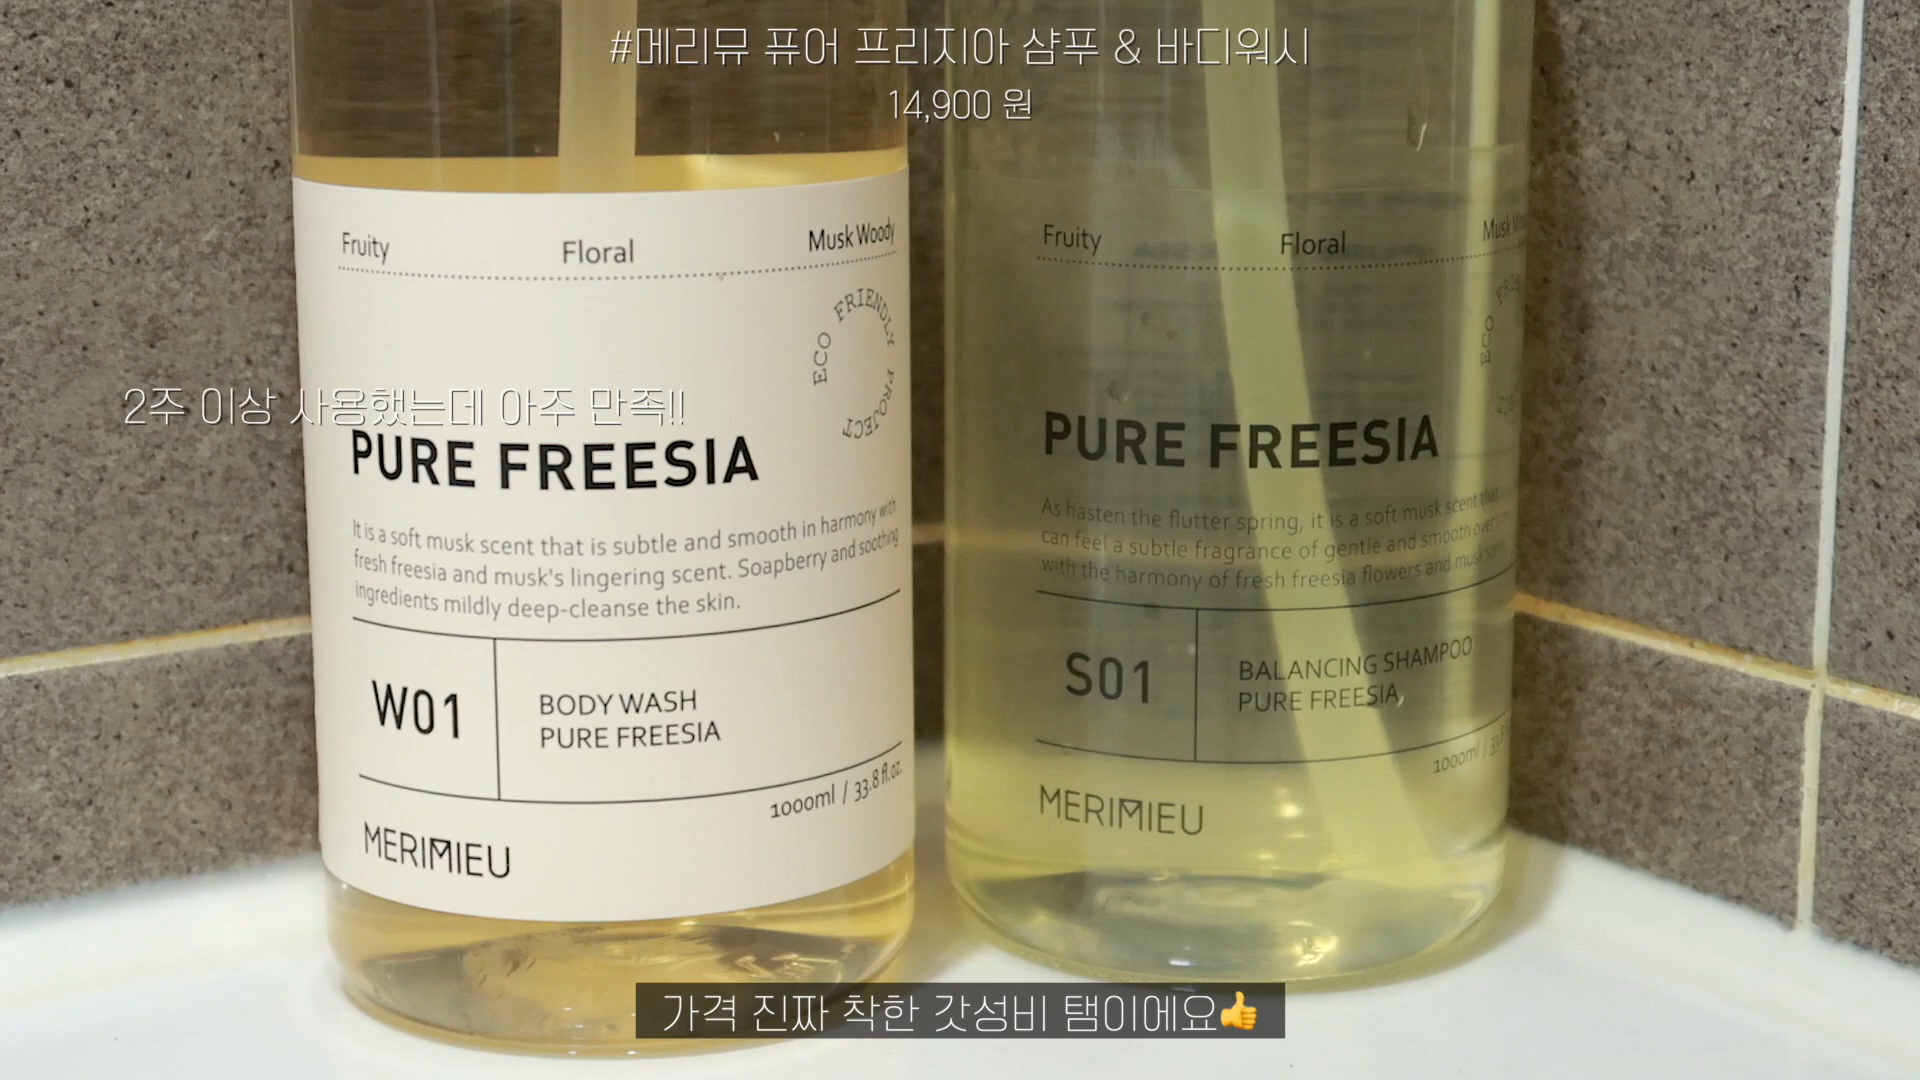 #메리뮤 퓨어 프리지아 샴푸 & 바디워시
14,900 원
Fruity Floral Musk Woody
ECO FRIENDLY PROJECT
2주 이상 사용했는데 아주 만족!!
PURE FREESIA
It is a soft musk scent that is subtle and smooth in harmony with
fresh freesia and musk's lingering scent. Soapberry and soothing
ingredients mildly deep-cleanse the skin.
W01
BODY WASH
PURE FREESIA
1000ml / 33.8 fl.oz.
MERIMIEU
Fruity Floral Musk
ECO
PURE FREESIA
As hasten the flutter spring, it is a soft musk scent that
can feel a subtle fragrance of gentle and smooth over
with the harmony of fresh freesia flowers and musk
S01
BALANCING SHAMPOO
PURE FREESIA
1000ml /
MERIMIEU
가격 진짜 착한 갓성비 탬이에요👍